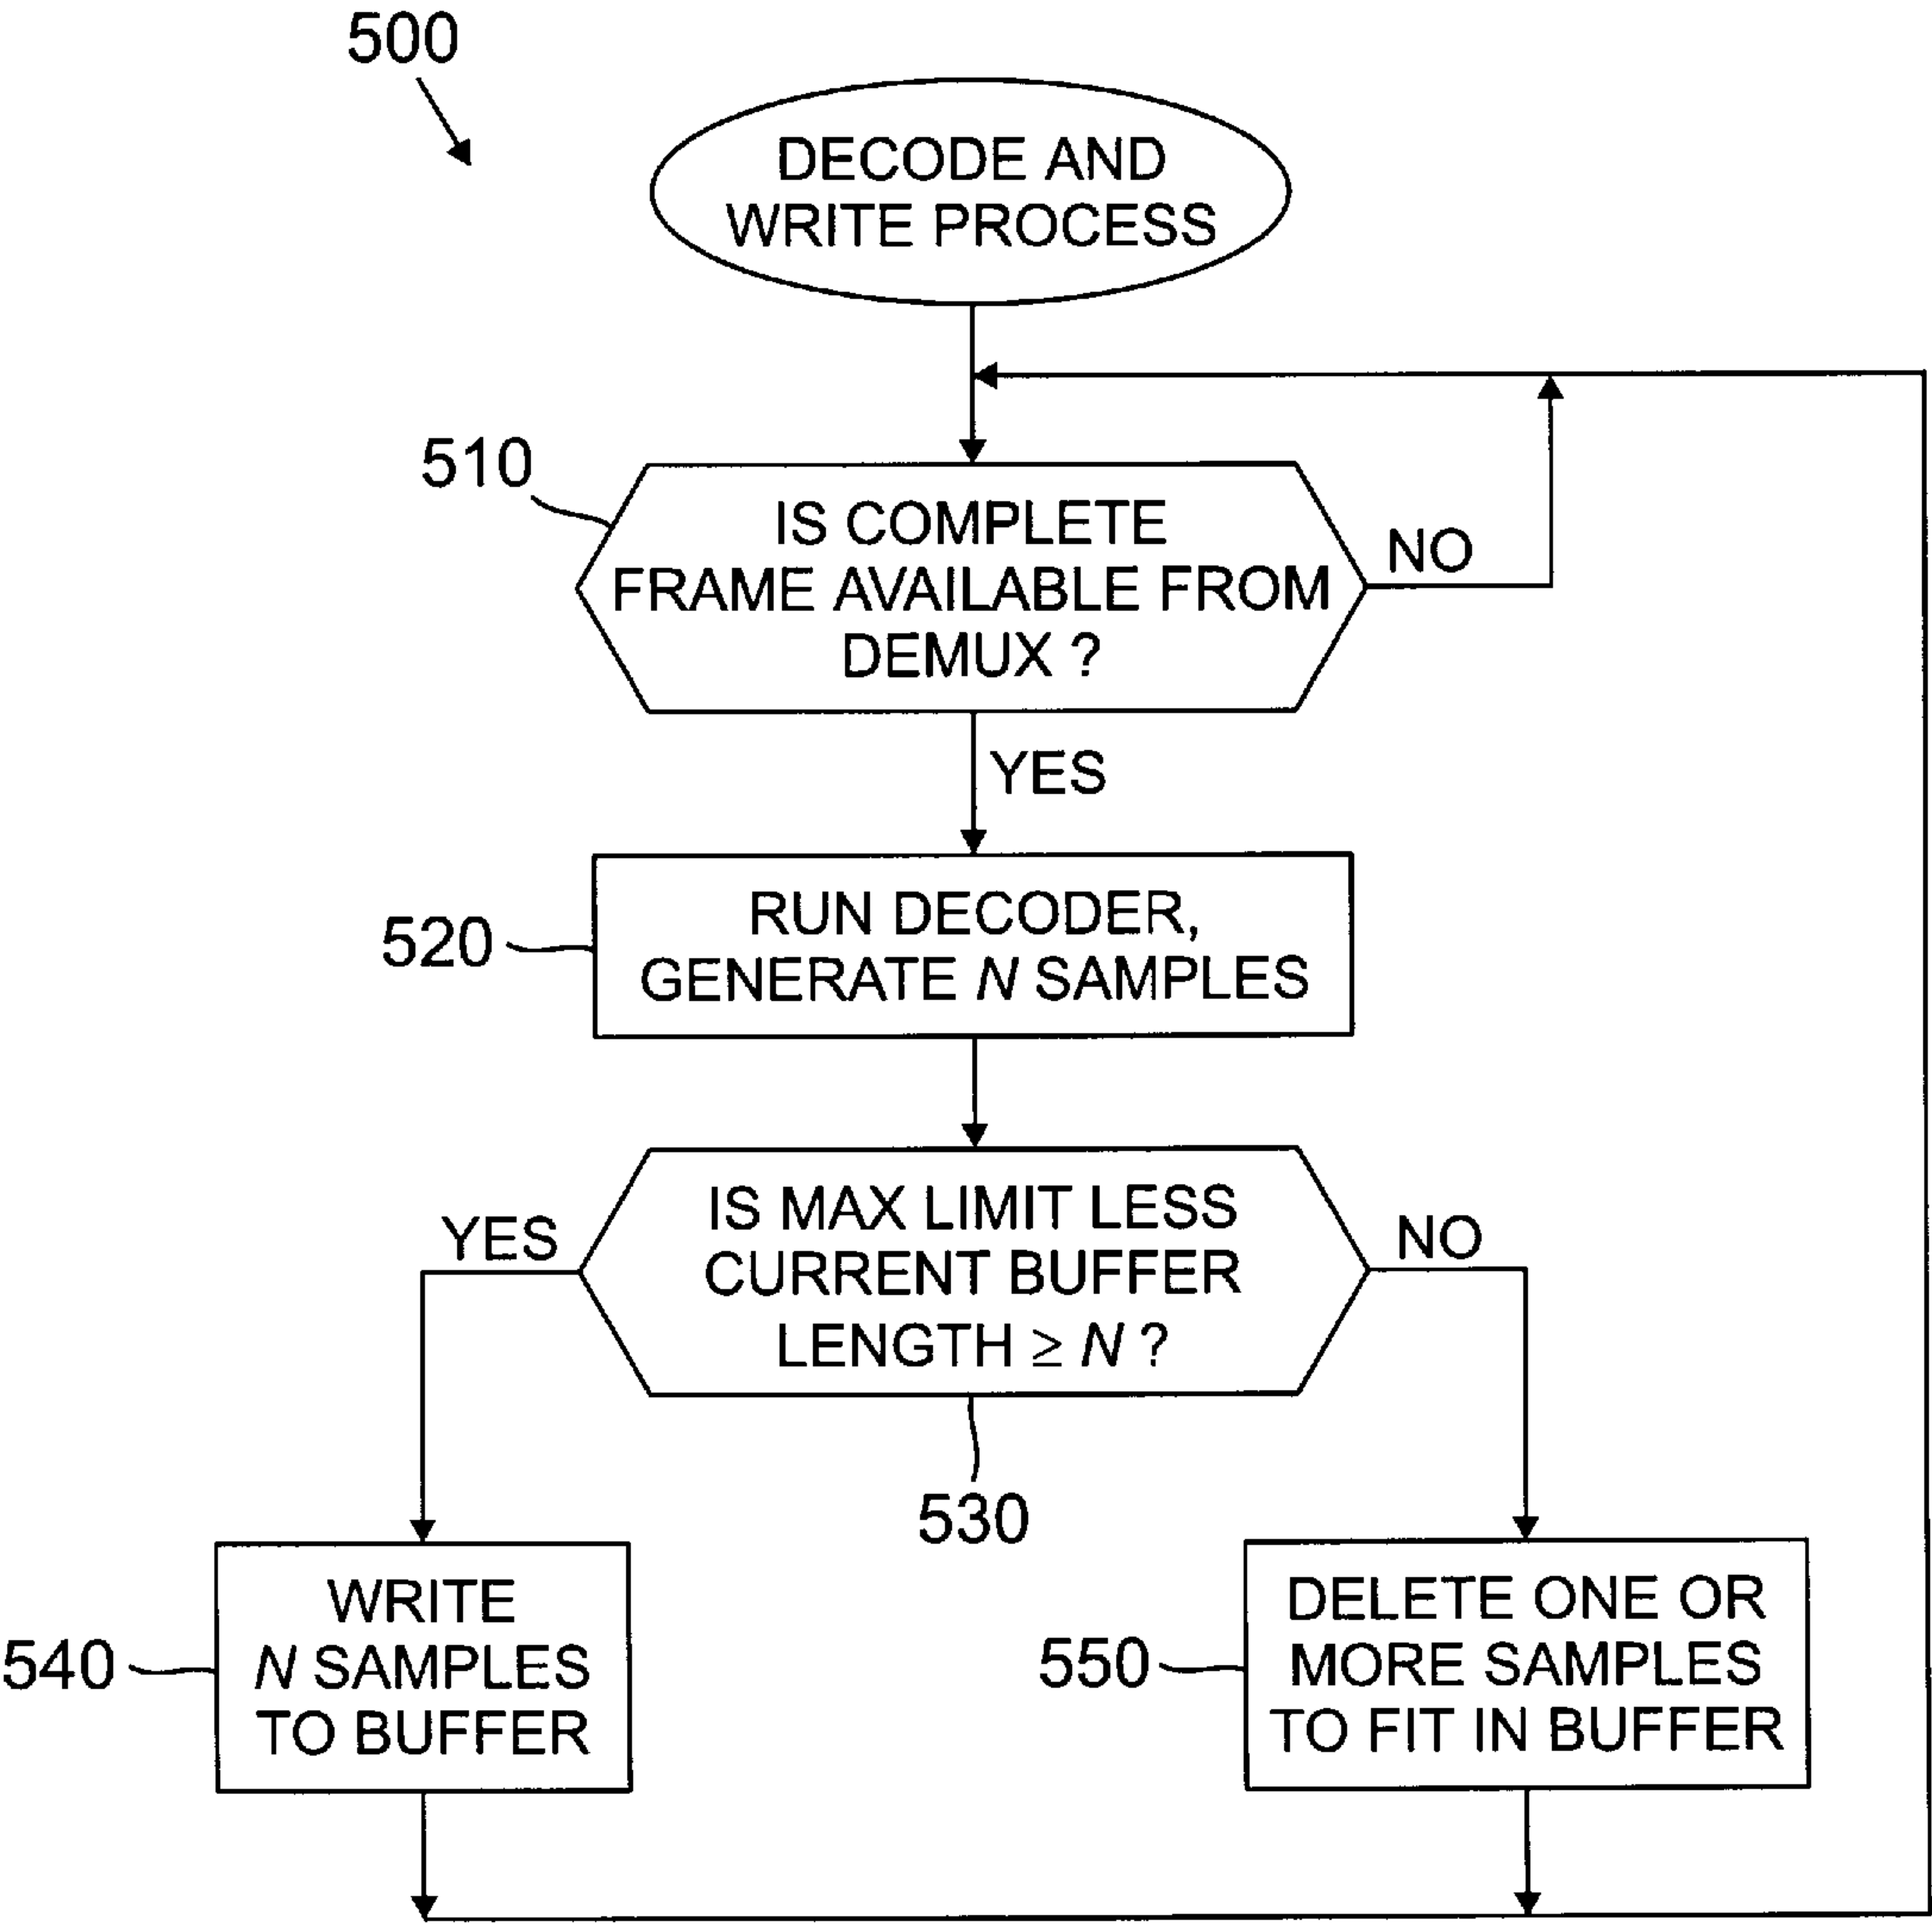 500
DECODE AND
WRITE PROCESS
510
IS COMPLETE
FRAME AVAILABLE FROM
DEMUX ?
NO
YES
520
RUN DECODER,
GENERATE N SAMPLES
YES
IS MAX LIMIT LESS
CURRENT BUFFER
LENGTH ≥ N ?
NO
530
540
WRITE
N SAMPLES
TO BUFFER
550
DELETE ONE OR
MORE SAMPLES
TO FIT IN BUFFER